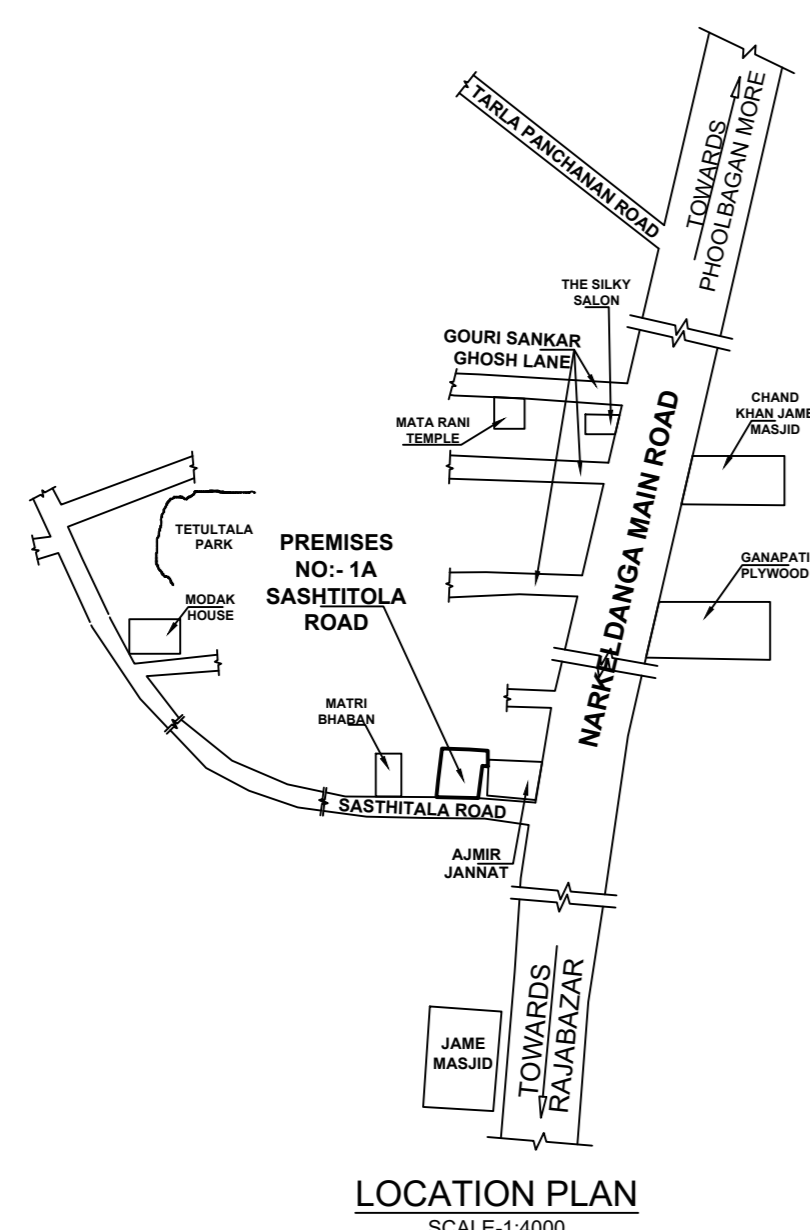 TARLA PANCHANAN ROAD
TOWARDS
PHOOLBAGAN MORE
THE SILKY
SALON
GOURI SANKAR
GHOSH LANE
MATA RANI
TEMPLE
CHAND
KHAN JAME
MASJID
NARKELDANGA MAIN ROAD
TETULTALA
PARK
PREMISES
NO:- 1A
SASHTITOLA
ROAD
GANAPATI
PLYWOOD
MODAK
HOUSE
MATRI
BHABAN
SASTHITALA ROAD
AJMIR
JANNAT
TOWARDS
RAJABAZAR
JAME
MASJID
LOCATION PLAN
SCALE-1:4000